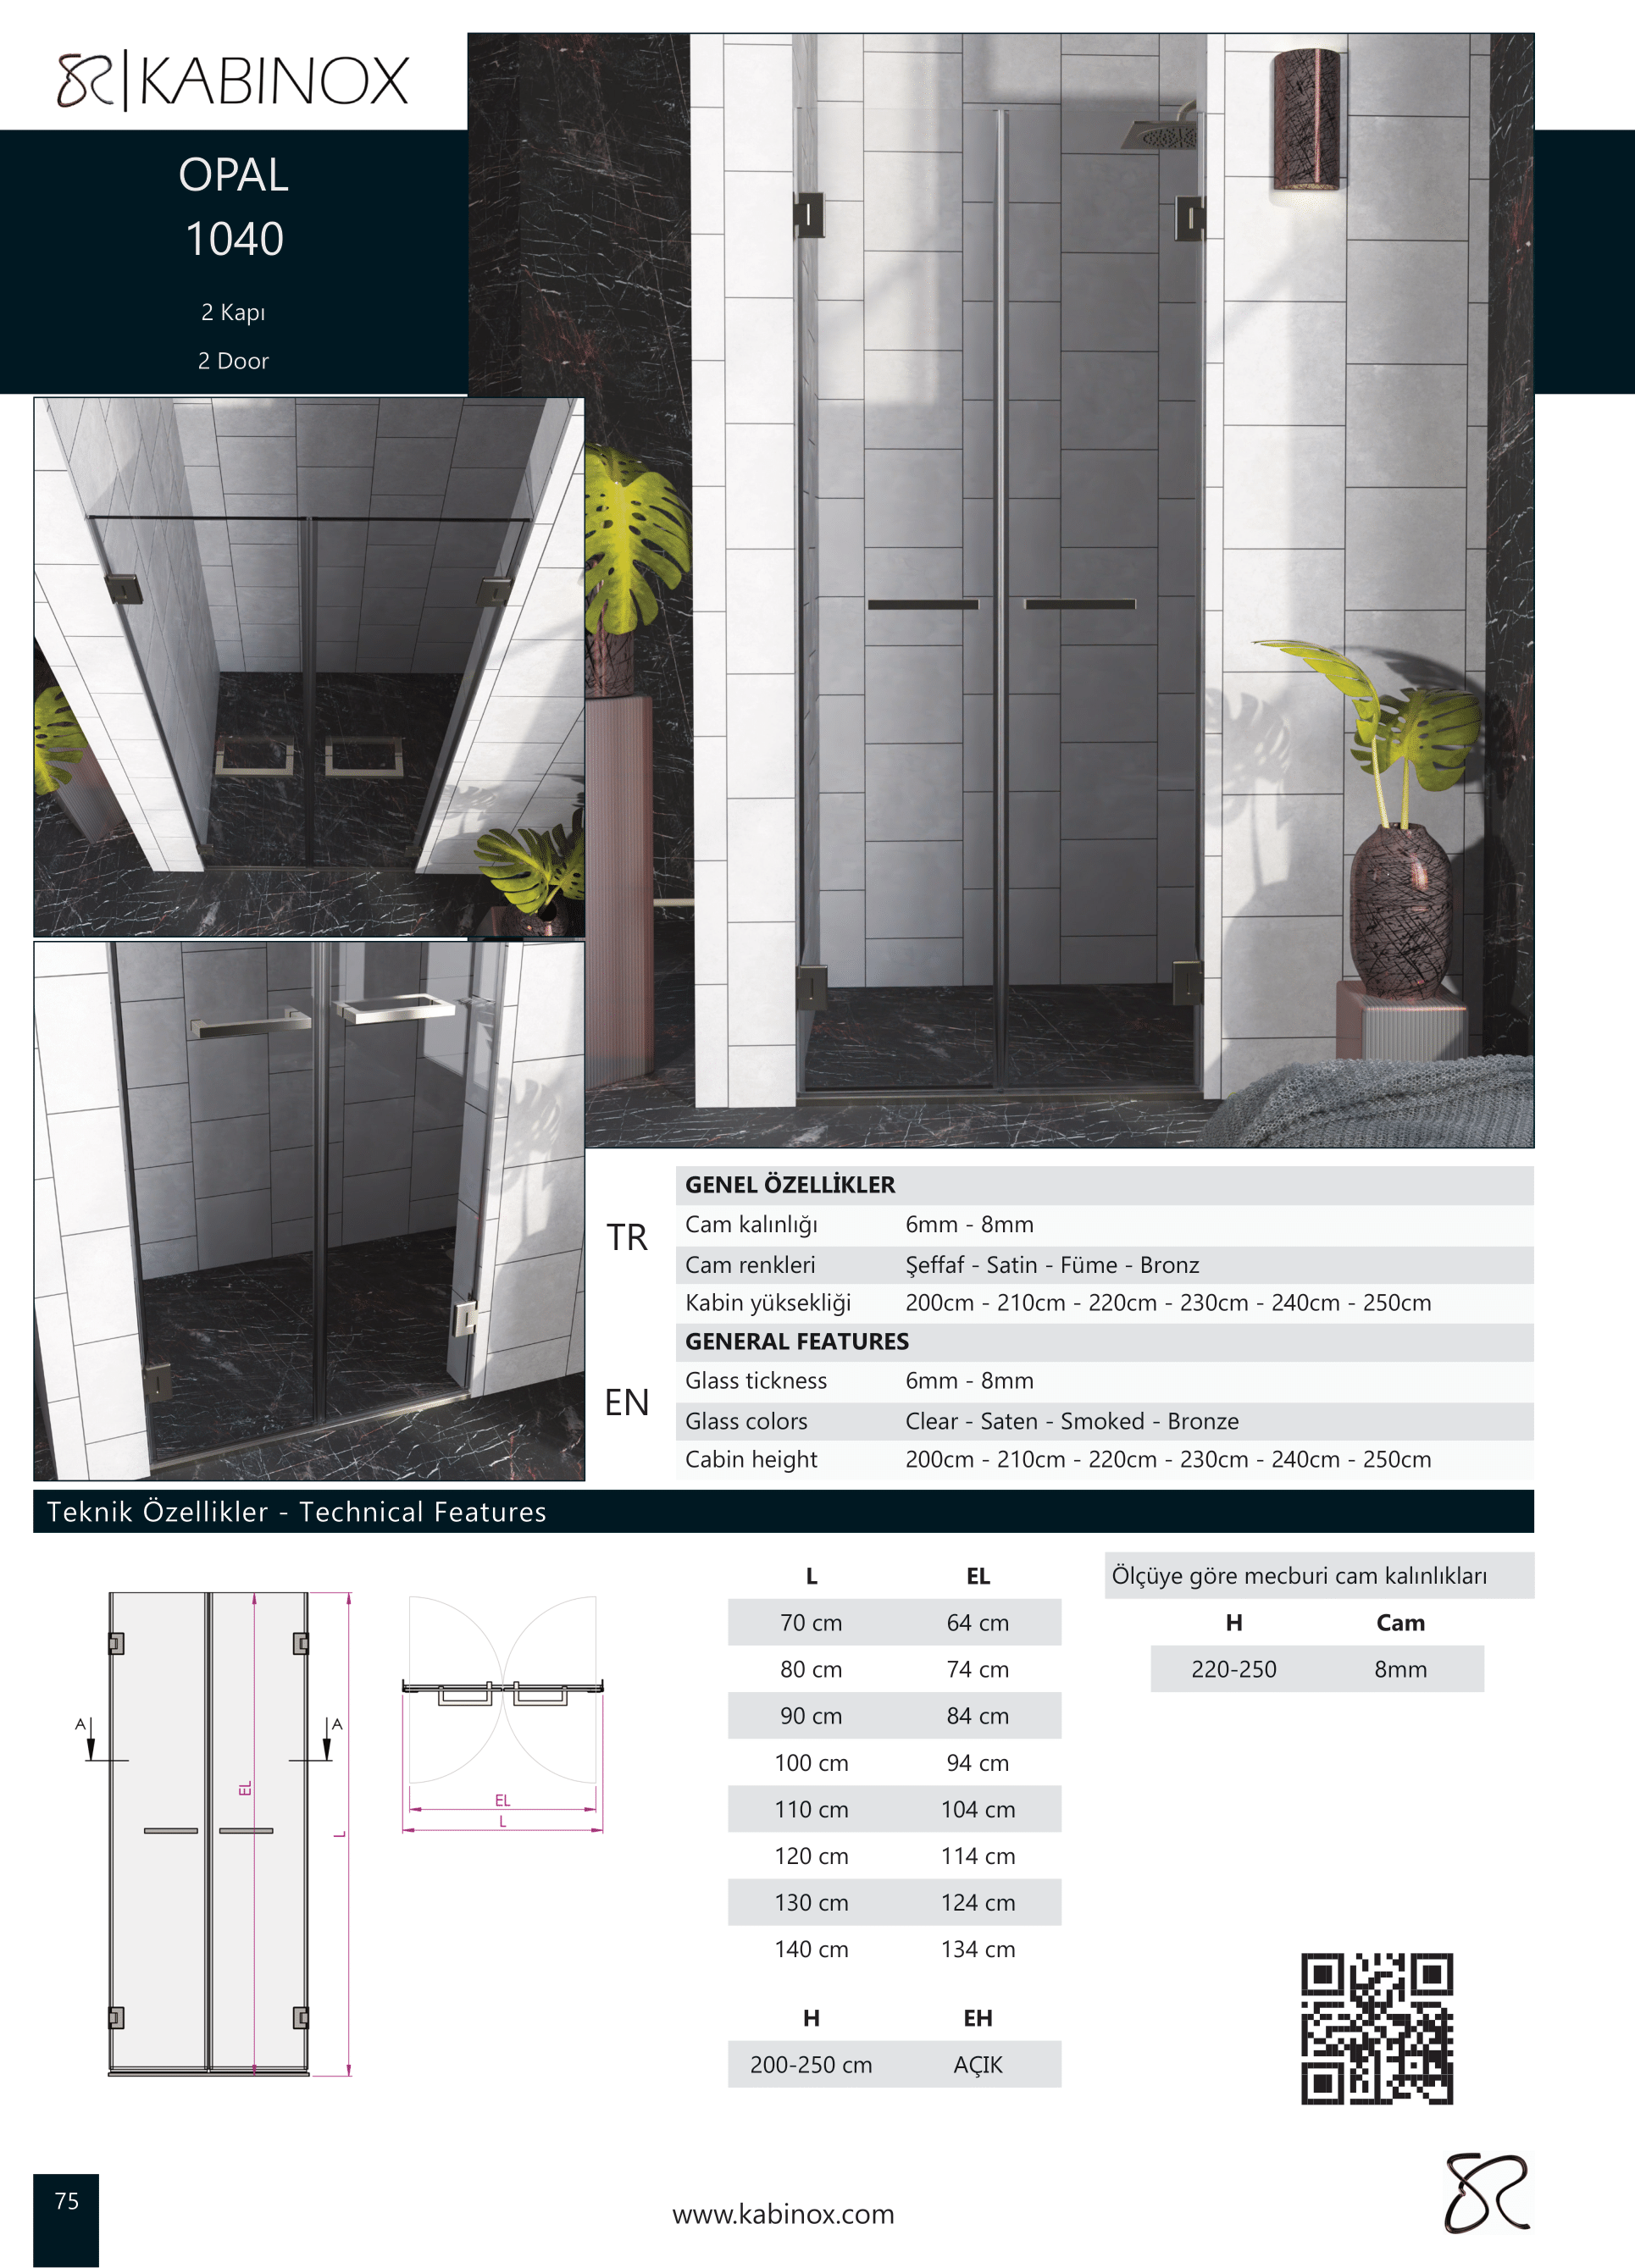 KABINOX
OPAL
1040
2 Kapı
2 Door
TR
GENEL ÖZELLİKLER
Cam kalınlığı 6mm - 8mm
Cam renkleri Şeffaf - Satin - Füme - Bronz
Kabin yüksekliği 200cm - 210cm - 220cm - 230cm - 240cm - 250cm
EN
GENERAL FEATURES
Glass tickness 6mm - 8mm
Glass colors Clear - Saten - Smoked - Bronze
Cabin height 200cm - 210cm - 220cm - 230cm - 240cm - 250cm
Teknik Özellikler - Technical Features
A A
EL
L
EL
L
L EL
70 cm 64 cm
80 cm 74 cm
90 cm 84 cm
100 cm 94 cm
110 cm 104 cm
120 cm 114 cm
130 cm 124 cm
140 cm 134 cm
H EH
200-250 cm AÇIK
Ölçüye göre mecburi cam kalınlıkları
H Cam
220-250 8mm
75
www.kabinox.com